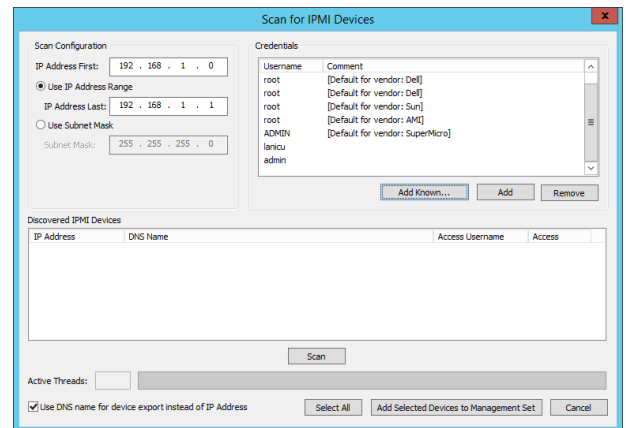 Scan for IPMI Devices
x
Scan Configuration
IP Address First: 192 . 168 . 1 . 0
Use IP Address Range
IP Address Last: 192 . 168 . 1 . 1
Use Subnet Mask
Subnet Mask: 255 . 255 . 255 . 0
Credentials
Username Comment
root [Default for vendor: Dell]
root [Default for vendor: Dell]
root [Default for vendor: Sun]
root [Default for vendor: AMI]
ADMIN [Default for vendor: SuperMicro]
lanicu
admin
Add Known... Add Remove
Discovered IPMI Devices
IP Address DNS Name Access Username Access
Scan
Active Threads:
Use DNS name for device export instead of IP Address Select All Add Selected Devices to Management Set Cancel